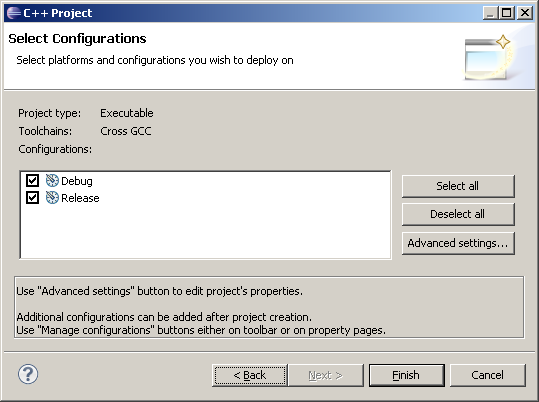 C++ Project
Select Configurations
Select platforms and configurations you wish to deploy on
Project type: Executable
Toolchains: Cross GCC
Configurations:
Debug
Release
Select all
Deselect all
Advanced settings...
Use "Advanced settings" button to edit project's properties.
Additional configurations can be added after project creation.
Use "Manage configurations" buttons either on toolbar or on property pages.
?
< Back
Next >
Finish
Cancel